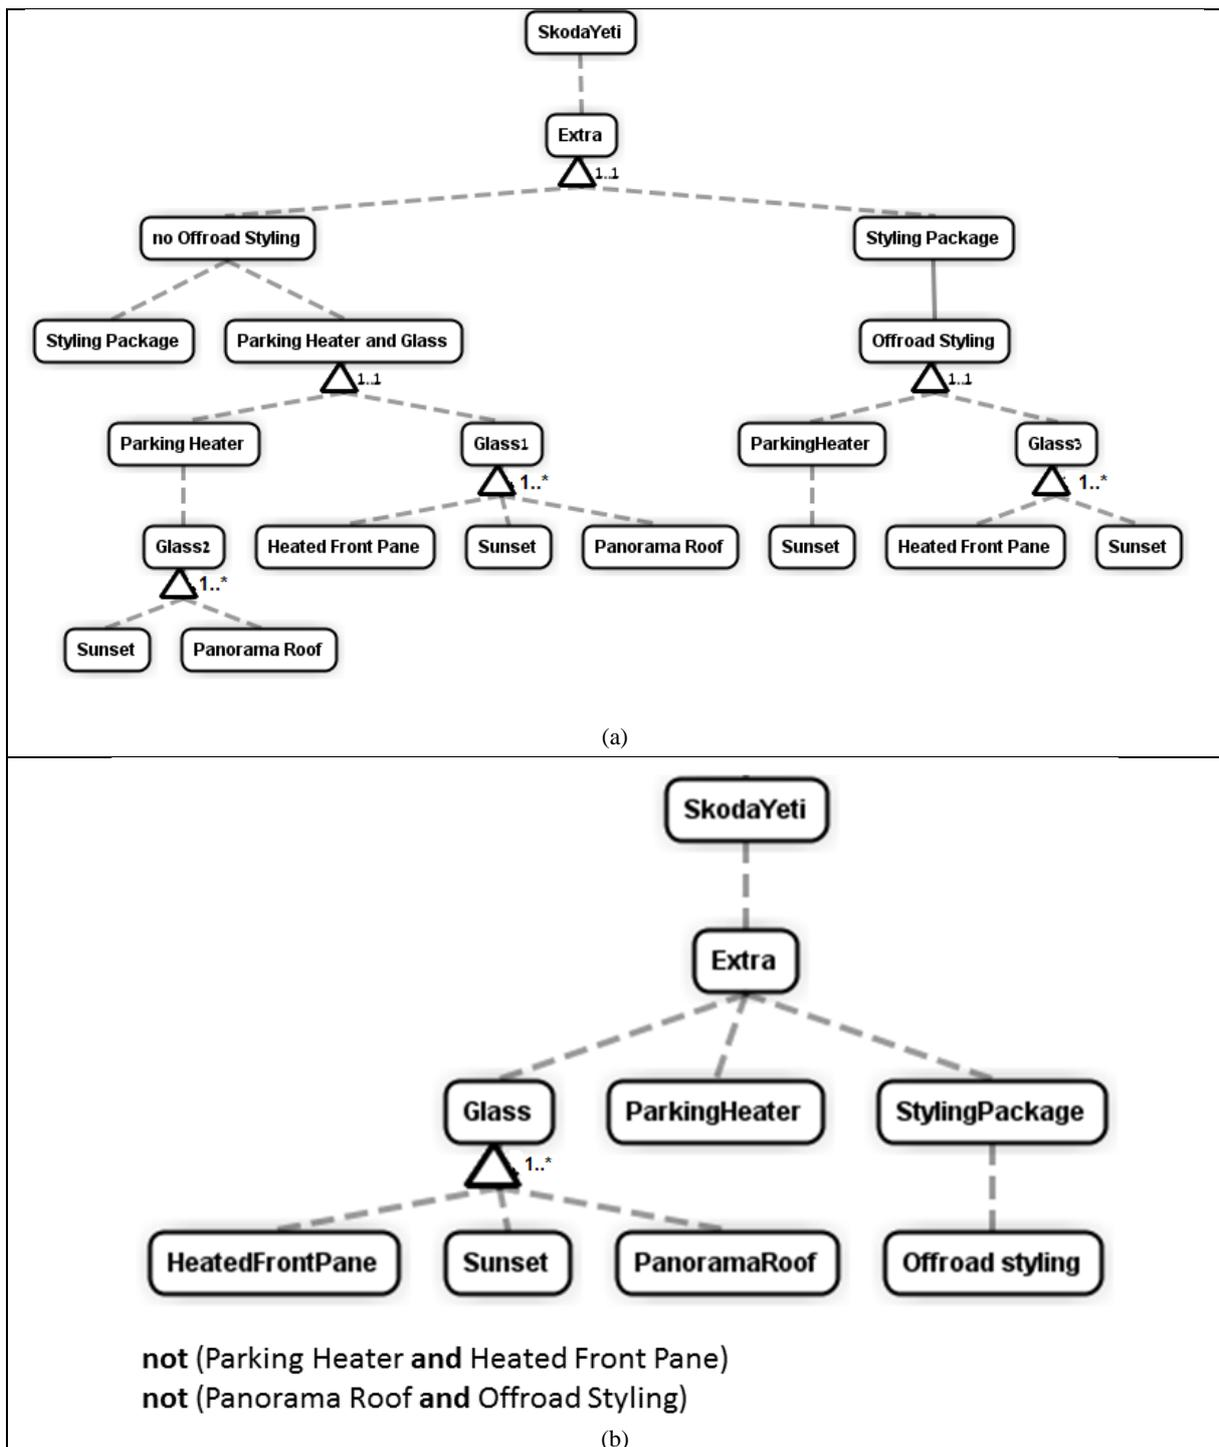 SkodaYeti
Extra
1..1
no Offroad Styling
Styling Package
Styling Package
Parking Heater and Glass
Offroad Styling
1..1
1..1
Parking Heater
Glass1
ParkingHeater
Glass3
1..*
1..*
Glass2
Heated Front Pane
Sunset
Panorama Roof
Sunset
Heated Front Pane
Sunset
1..*
Sunset
Panorama Roof
(a)
SkodaYeti
Extra
Glass
ParkingHeater
StylingPackage
1..*
HeatedFrontPane
Sunset
PanoramaRoof
Offroad styling
not (Parking Heater and Heated Front Pane)
not (Panorama Roof and Offroad Styling)
(b)